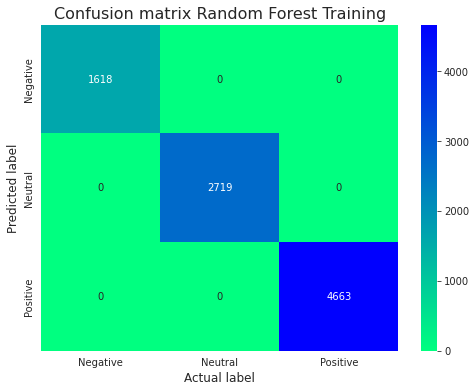 Confusion matrix Random Forest Training
Predicted label
Negative
Neutral
Positive
1618 0 0
0 2719 0
0 0 4663
Negative Neutral Positive
Actual label
4000
3000
2000
1000
0